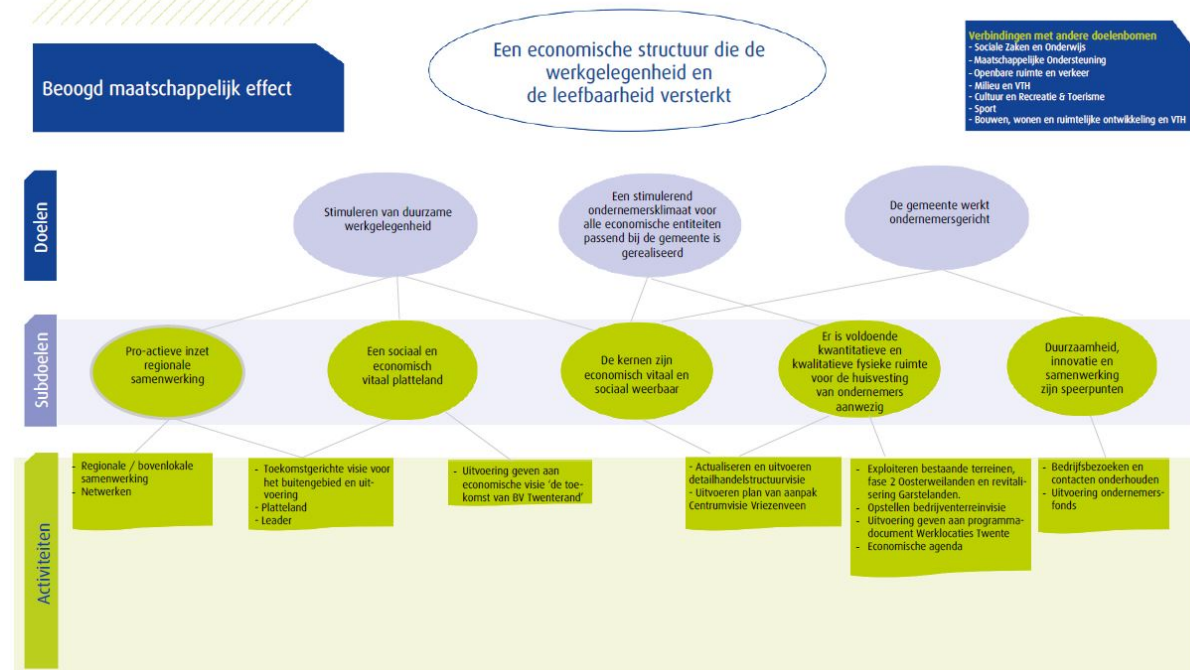 Beoogd maatschappelijk effect
Een economische structuur die de
werkgelegenheid en
de leefbaarheid versterkt
Verbindingen met andere doelenbomen
- Sociale Zaken en Onderwijs
- Maatschappelijke Ondersteuning
- Openbare ruimte en verkeer
- Milieu en VTH
- Cultuur en Recreatie & Toerisme
- Sport
- Bouwen, wonen en ruimtelijke ontwikkeling en VTH
Doelen
Stimuleren van duurzame
werkgelegenheid
Een stimulerend
ondernemersklimaat voor
alle economische entiteiten
passend bij de gemeente is
gerealiseerd
De gemeente werkt
ondernemersgericht
Subdoelen
Pro-actieve inzet
regionale
samenwerking
Een sociaal en
economisch
vitaal platteland
De kernen zijn
economisch vitaal en
sociaal weerbaar
Er is voldoende
kwantitatieve en
kwalitatieve fysieke ruimte
voor de huisvesting
van ondernemers
aanwezig
Duurzaamheid,
innovatie en
samenwerking
zijn speerpunten
Activiteiten
- Regionale / bovenlokale
samenwerking
- Netwerken
- Toekomstgerichte visie voor
het buitengebied en uit-
voering
- Platteland
- Leader
- Uitvoering geven aan
economische visie 'de toe-
komst van BV Twenterand'
- Actualiseren en uitvoeren
detailhandelstructuurvisie
- Uitvoeren plan van aanpak
Centrumvisie Vriezenveen
- Exploiteren bestaande terreinen,
fase 2 Oosterweilanden en revitali-
sering Garstelanden.
- Opstellen bedrijventerreinvisie
- Uitvoering geven aan programma-
document Werklocaties Twente
- Economische agenda
- Bedrijfsbezoeken en
contacten onderhouden
- Uitvoering ondernemers-
fonds